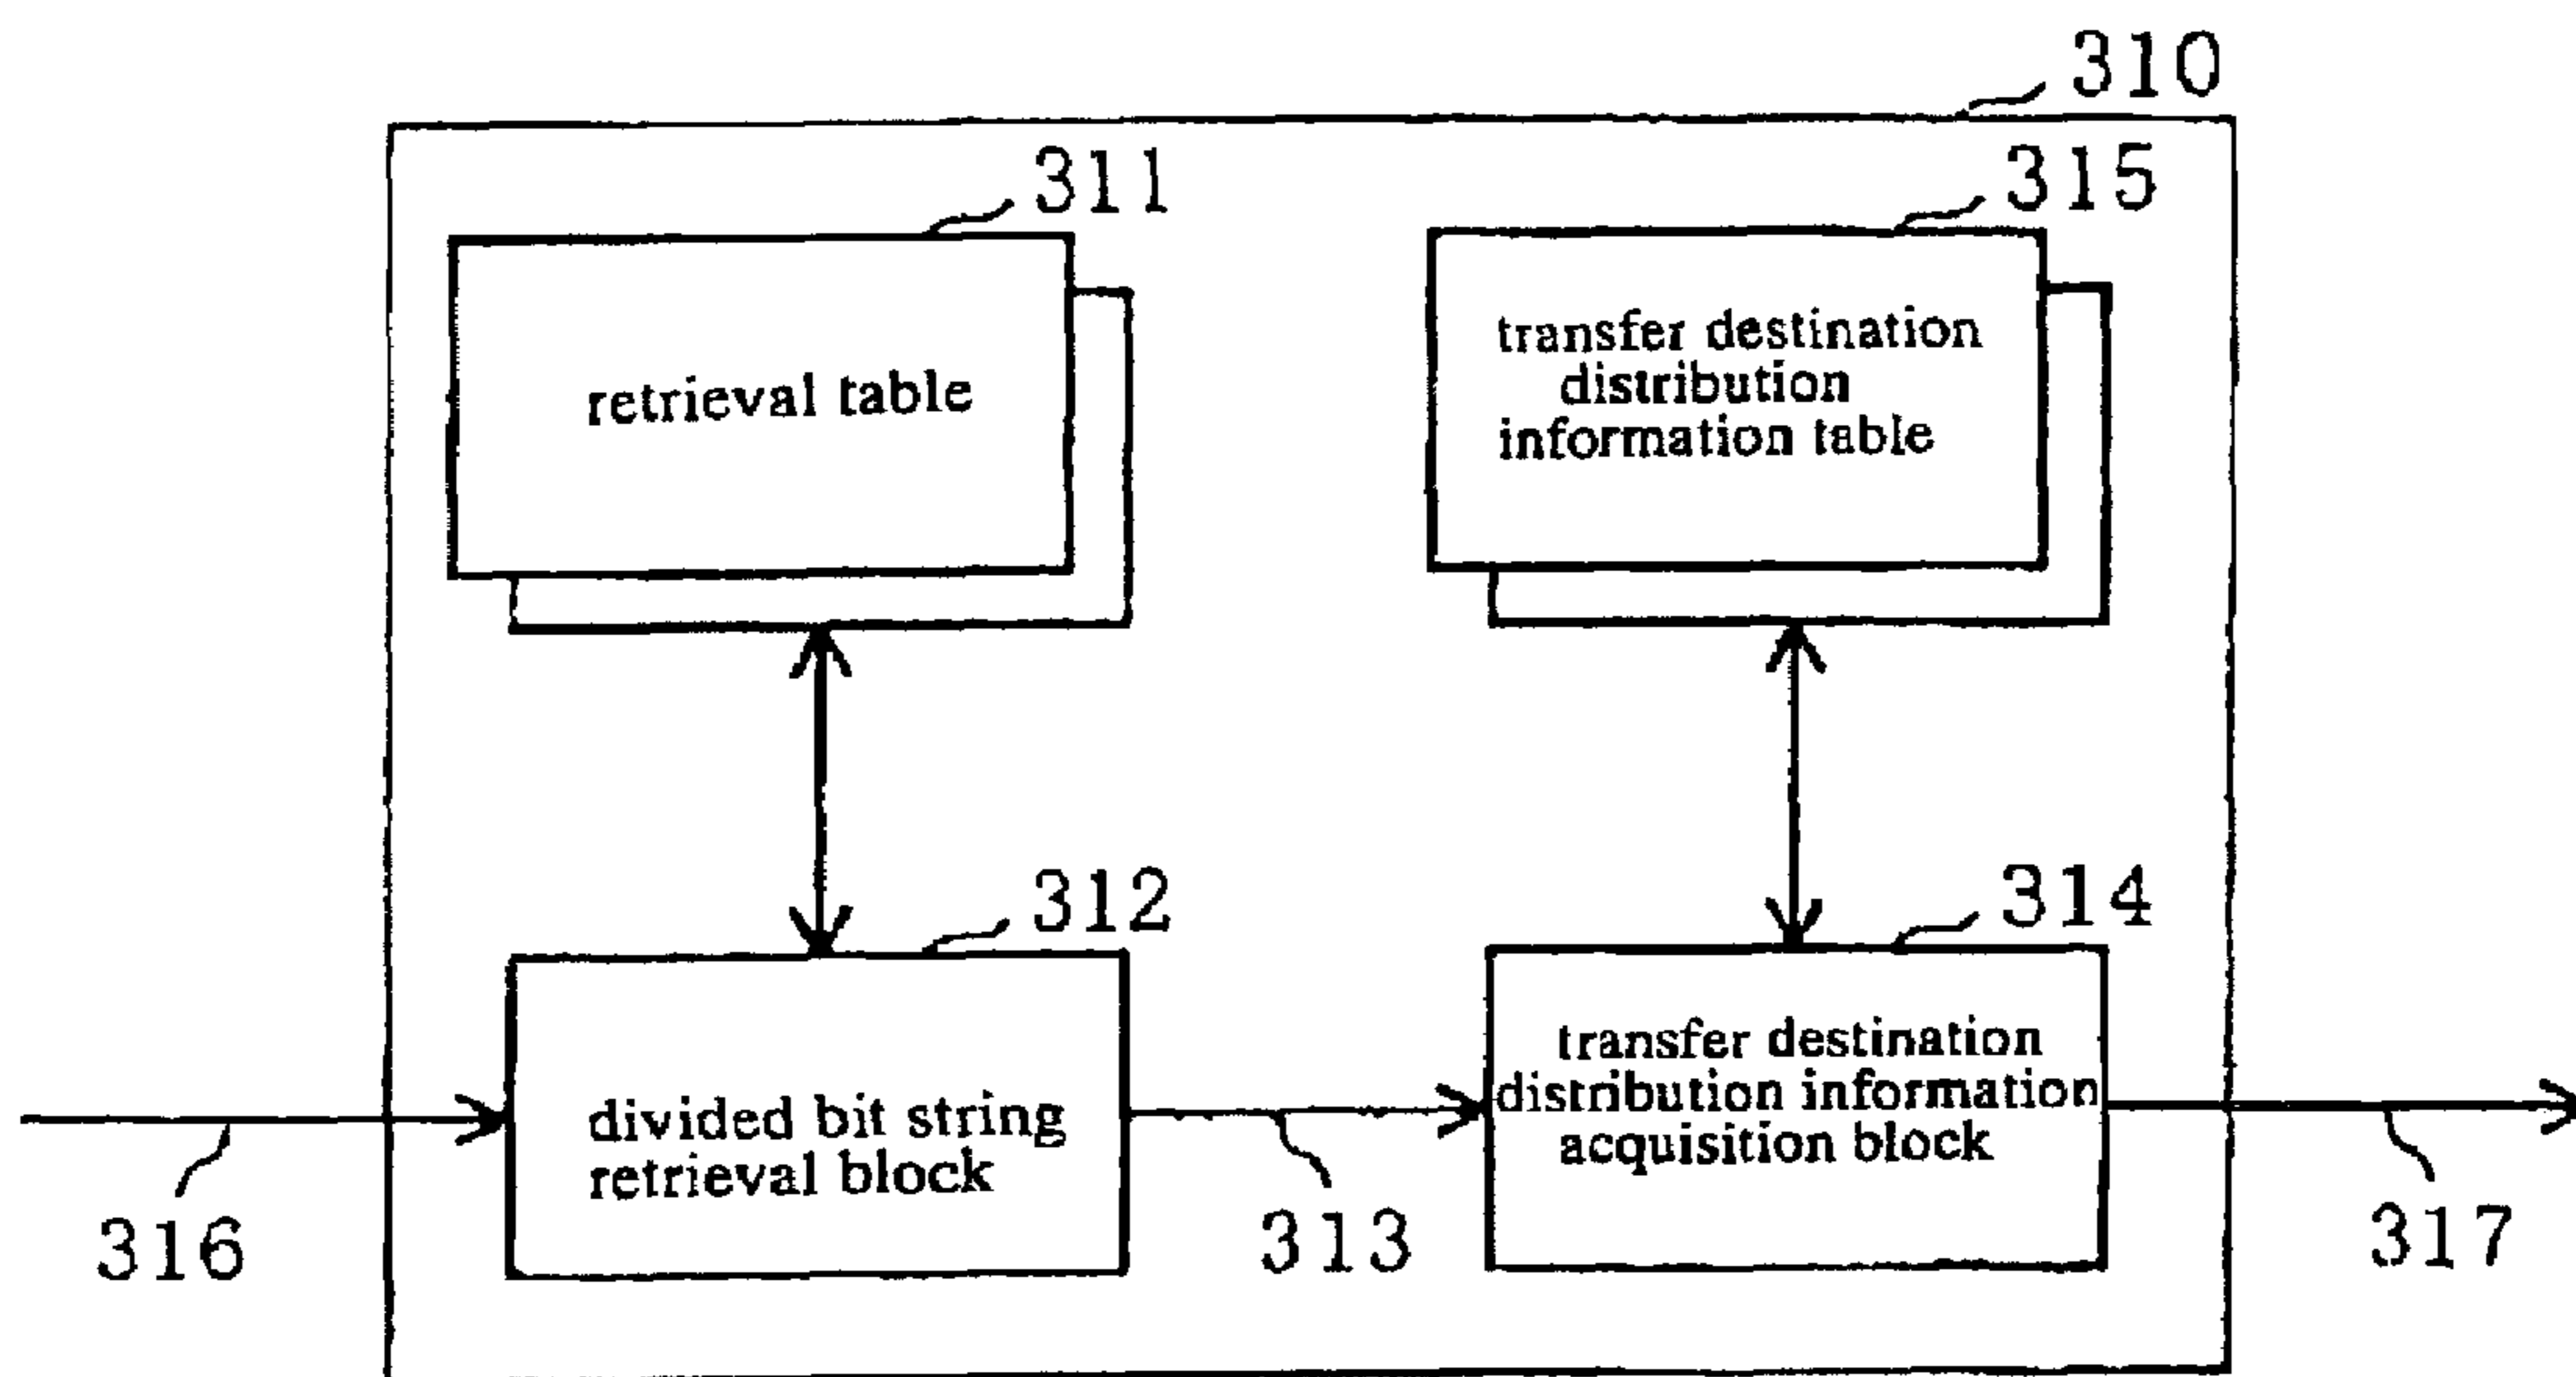 310
311
315
retrieval table
transfer destination
distribution
information table
312
314
divided bit string
retrieval block
transfer destination
distribution information
acquisition block
316
313
317